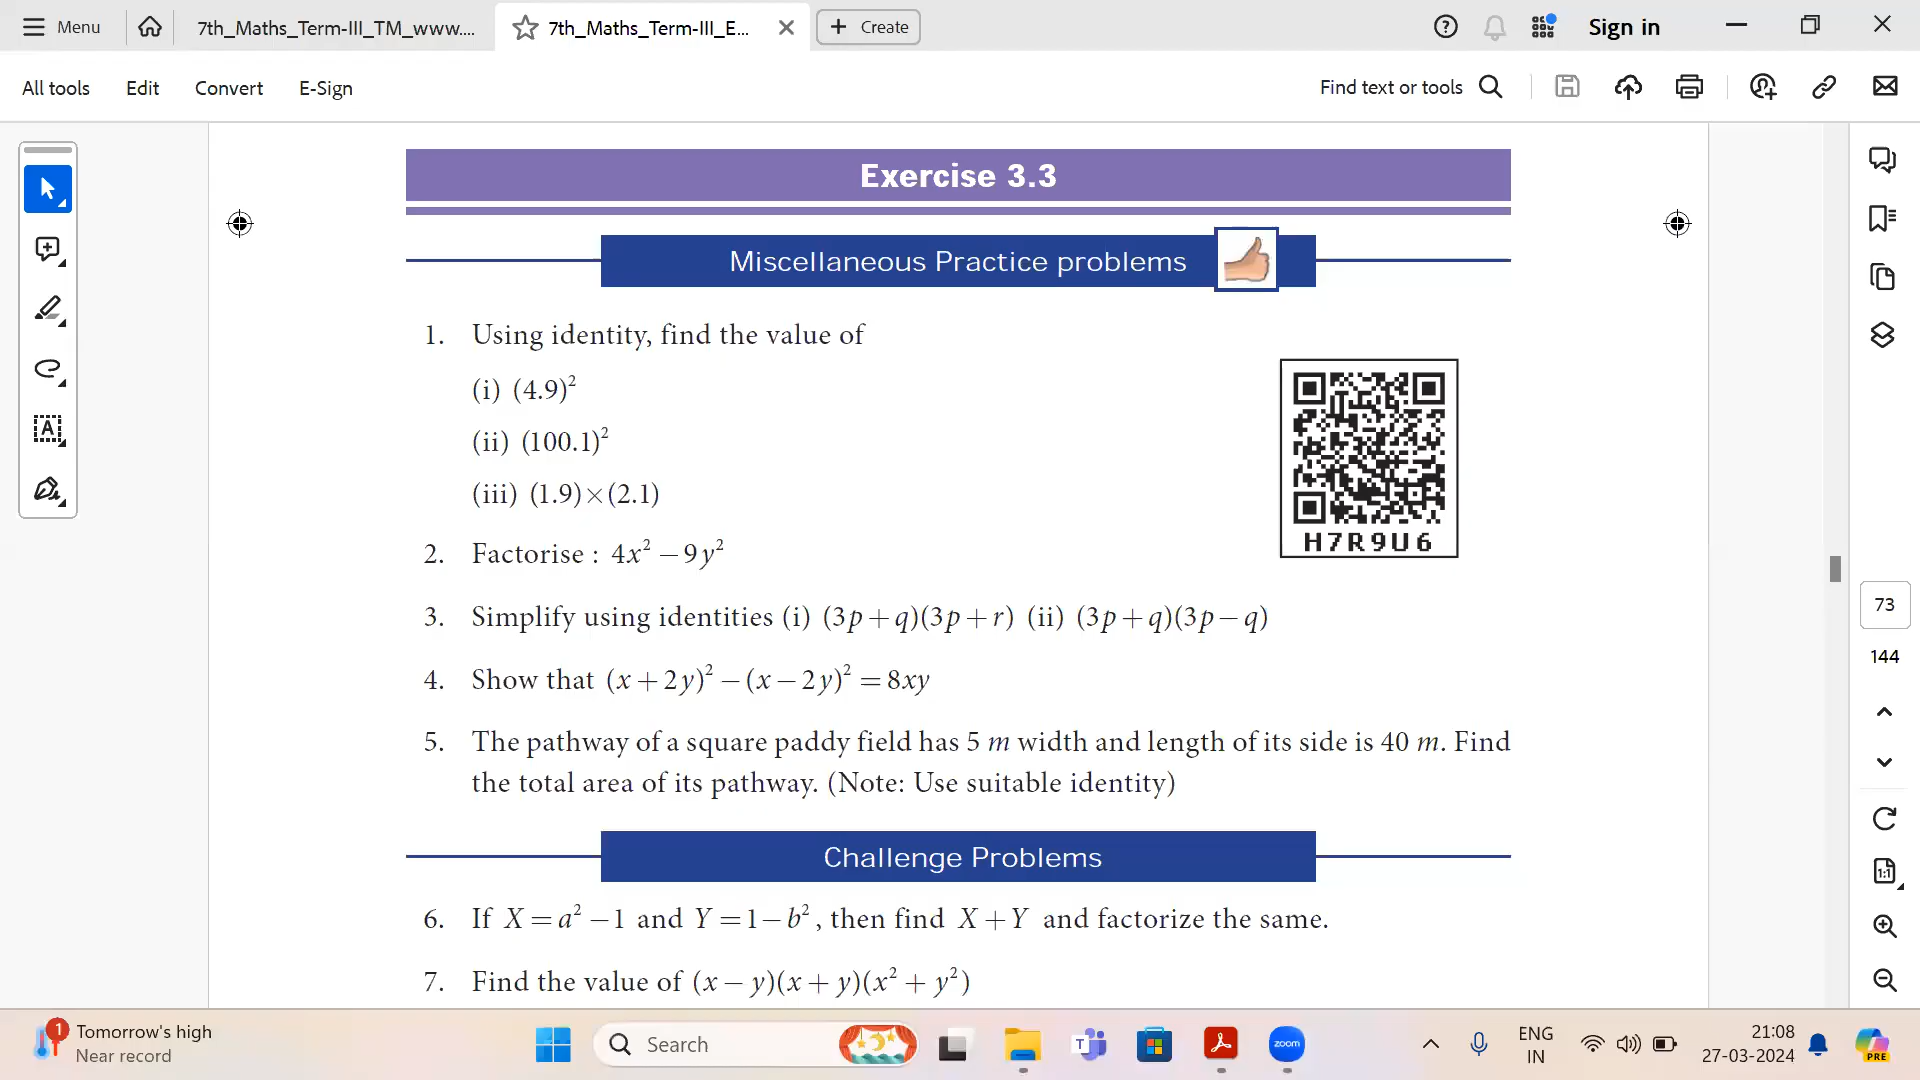 Menu
7th_Maths_Term-III_TM_www....
7th_Maths_Term-III_E...
Create
Sign in
All tools
Edit
Convert
E-Sign
Find text or tools
Exercise 3.3
Miscellaneous Practice problems
1. Using identity, find the value of
(i) (4.9)²
(ii) (100.1)²
(iii) (1.9)×(2.1)
H7R9U6
2. Factorise : 4x² − 9y²
3. Simplify using identities (i) (3p + q)(3p + r) (ii) (3p + q)(3p − q)
4. Show that (x + 2y)² − (x − 2y)² = 8xy
5. The pathway of a square paddy field has 5 m width and length of its side is 40 m. Find
the total area of its pathway. (Note: Use suitable identity)
Challenge Problems
6. If X = a² − 1 and Y = 1 − b², then find X + Y and factorize the same.
7. Find the value of (x − y)(x + y)(x² + y²)
73
144
1:1
1
Tomorrow's high
Near record
Search
T
zoom
ENG
IN
21:08
27-03-2024
PRE